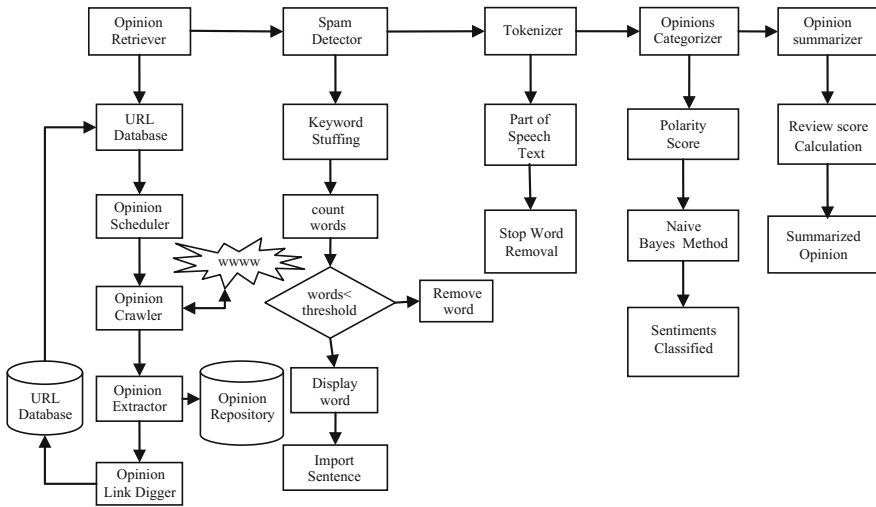 Opinion
Retriever
Spam
Detector
Tokenizer
Opinions
Categorizer
Opinion
summarizer
URL
Database
Keyword
Stuffing
Part of
Speech
Text
Polarity
Score
Review score
Calculation
Opinion
Scheduler
count
words
Stop Word
Removal
Naive
Bayes Method
Summarized
Opinion
wwww
Opinion
Crawler
words<
threshold
Remove
word
Sentiments
Classified
URL
Database
Opinion
Extractor
Opinion
Repository
Display
word
Opinion
Link Digger
Import
Sentence